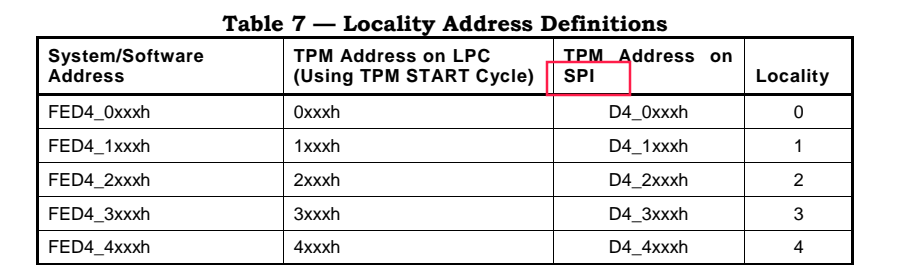 Table 7 — Locality Address Definitions
System/Software Address TPM Address on LPC (Using TPM START Cycle) TPM Address on SPI Locality
FED4_0xxxh 0xxxh D4_0xxxh 0
FED4_1xxxh 1xxxh D4_1xxxh 1
FED4_2xxxh 2xxxh D4_2xxxh 2
FED4_3xxxh 3xxxh D4_3xxxh 3
FED4_4xxxh 4xxxh D4_4xxxh 4